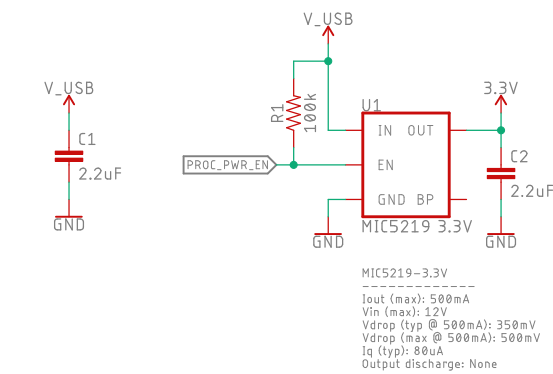 V_USB
V_USB
3.3V
C1
2.2uF
GND
R1
100k
U1
IN OUT
PROC_PWR_EN
EN
GND BP
MIC5219 3.3V
GND
C2
2.2uF
GND
MIC5219-3.3V
--------------
Iout (max): 500mA
Vin (max): 12V
Vdrop (typ @ 500mA): 350mV
Vdrop (max @ 500mA): 500mV
Iq (typ): 80uA
Output discharge: None